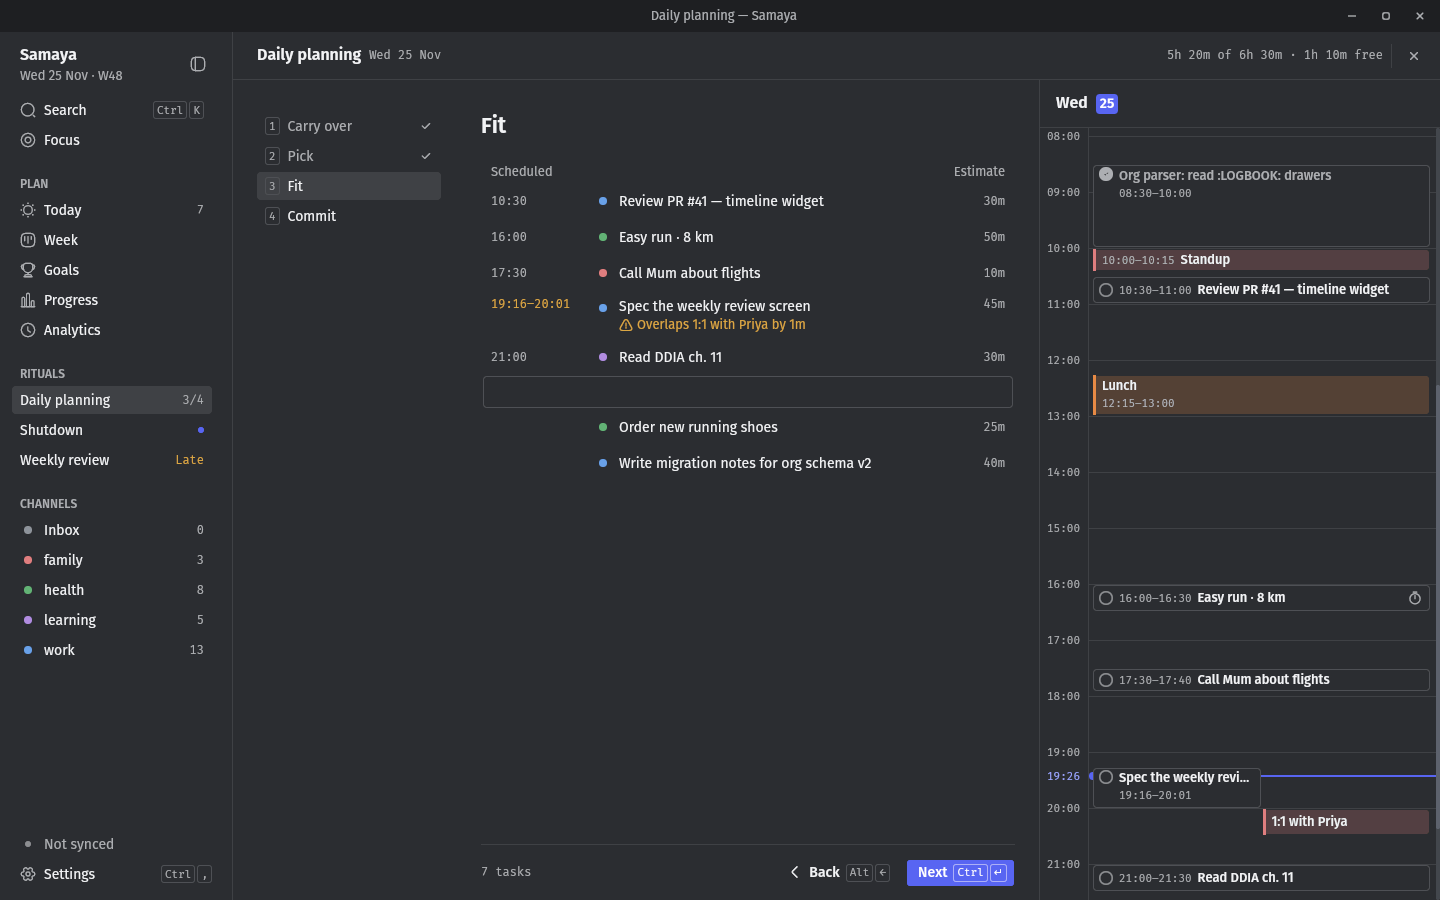 Daily planning — Samaya
Samaya
Wed 25 Nov · W48
Search Ctrl K
Focus
PLAN
Today 7
Week
Goals
Progress
Analytics
RITUALS
Daily planning 3/4
Shutdown
Weekly review Late
CHANNELS
Inbox 0
family 3
health 8
learning 5
work 13
Not synced
Settings Ctrl ,
Daily planning Wed 25 Nov
5h 20m of 6h 30m · 1h 10m free
1 Carry over
2 Pick
3 Fit
4 Commit
Fit
Scheduled Estimate
10:30 Review PR #41 — timeline widget 30m
16:00 Easy run · 8 km 50m
17:30 Call Mum about flights 10m
19:16–20:01 Spec the weekly review screen 45m
Overlaps 1:1 with Priya by 1m
21:00 Read DDIA ch. 11 30m
Order new running shoes 25m
Write migration notes for org schema v2 40m
7 tasks
Back Alt ←
Next Ctrl ↵
Wed 25
08:00
Org parser: read :LOGBOOK: drawers
08:30–10:00
09:00
10:00
10:00–10:15 Standup
10:30–11:00 Review PR #41 — timeline widget
11:00
12:00
Lunch
12:15–13:00
13:00
14:00
15:00
16:00
16:00–16:30 Easy run · 8 km
17:00
17:30–17:40 Call Mum about flights
18:00
19:00
19:26
Spec the weekly revi…
19:16–20:01
20:00
1:1 with Priya
21:00
21:00–21:30 Read DDIA ch. 11